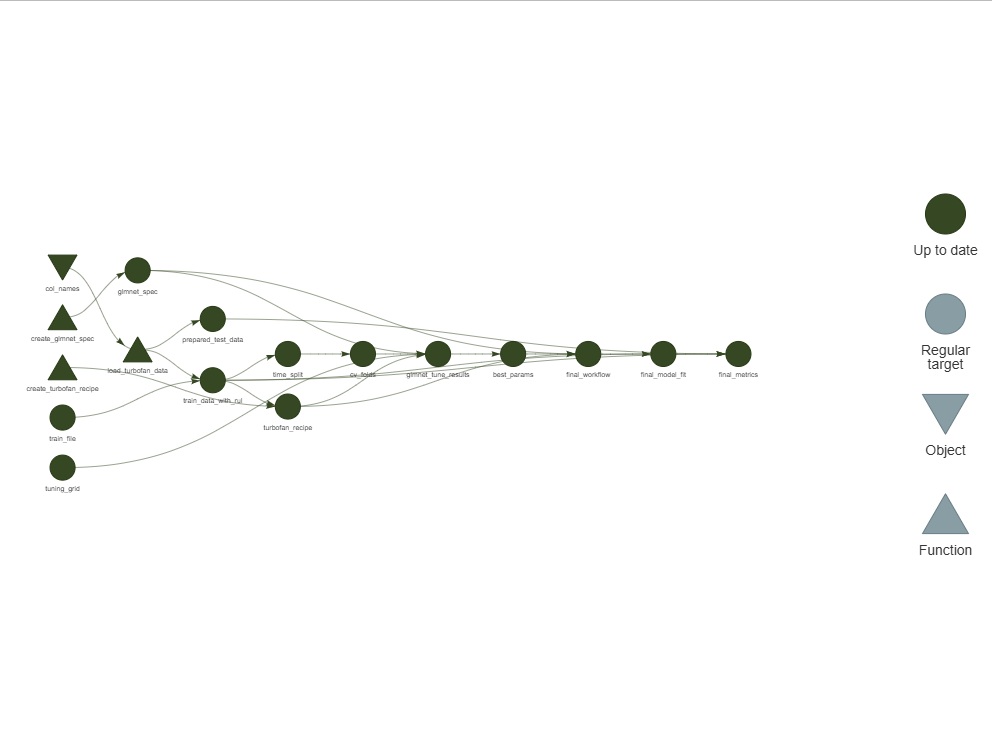 col_names
glmnet_spec
create_glmnet_spec
prepared_test_data
load_turbofan_data
time_split
cv_folds
glmnet_tune_results
best_params
final_workflow
final_model_fit
final_metrics
create_turbofan_recipe
train_data_with_rul
turbofan_recipe
train_file
tuning_grid
Up to date
Regular
target
Object
Function